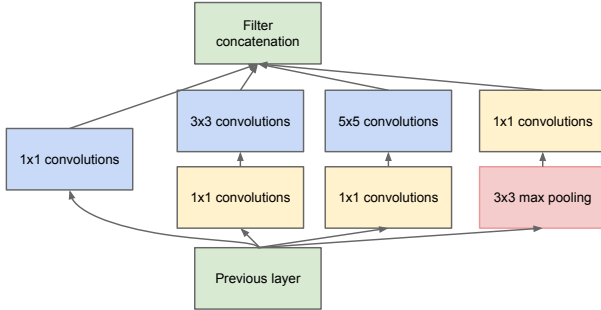 Filter
concatenation
3x3 convolutions
5x5 convolutions
1x1 convolutions
1x1 convolutions
1x1 convolutions
1x1 convolutions
3x3 max pooling
Previous layer